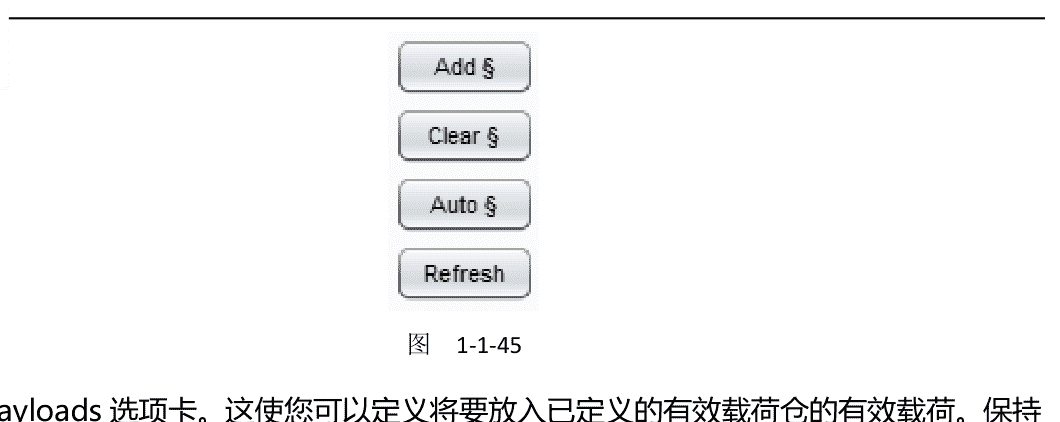 Add §
Clear §
Auto §
Refresh
图 1-1-45
ayloads 选项卡。这使您可以定义将要放入已定义的有效载荷仓的有效载荷。保持